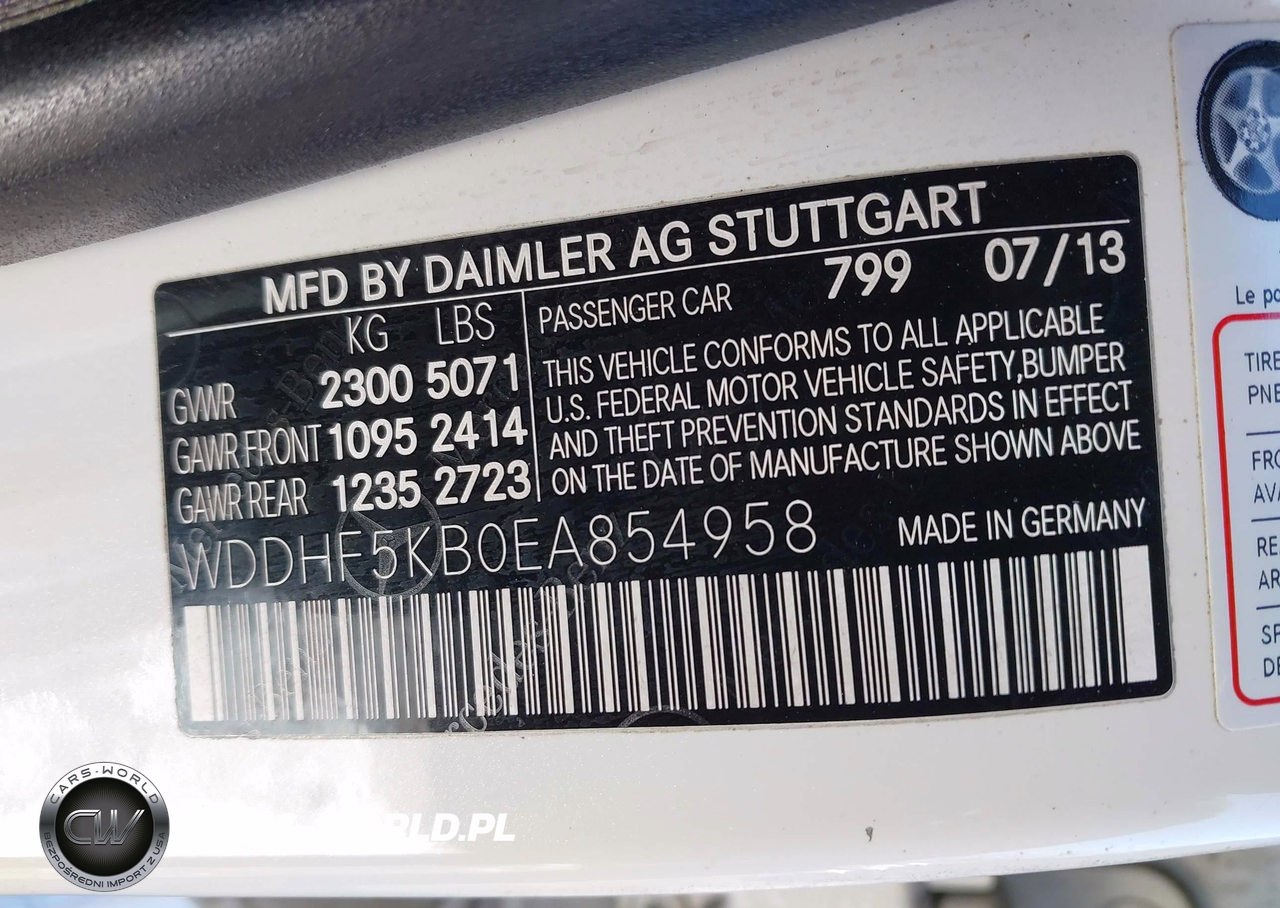 MFD BY DAIMLER AG STUTTGART
KG LBS
GVWR 2300 5071
GAWR FRONT 1095 2414
GAWR REAR 1235 2723
PASSENGER CAR 799 07/13
THIS VEHICLE CONFORMS TO ALL APPLICABLE
U.S. FEDERAL MOTOR VEHICLE SAFETY,BUMPER
AND THEFT PREVENTION STANDARDS IN EFFECT
ON THE DATE OF MANUFACTURE SHOWN ABOVE
WDDHF5KB0EA854958 MADE IN GERMANY
Le
TIRE
CARS-WORLD
CW
BEZPOŚREDNI IMPORT Z USA